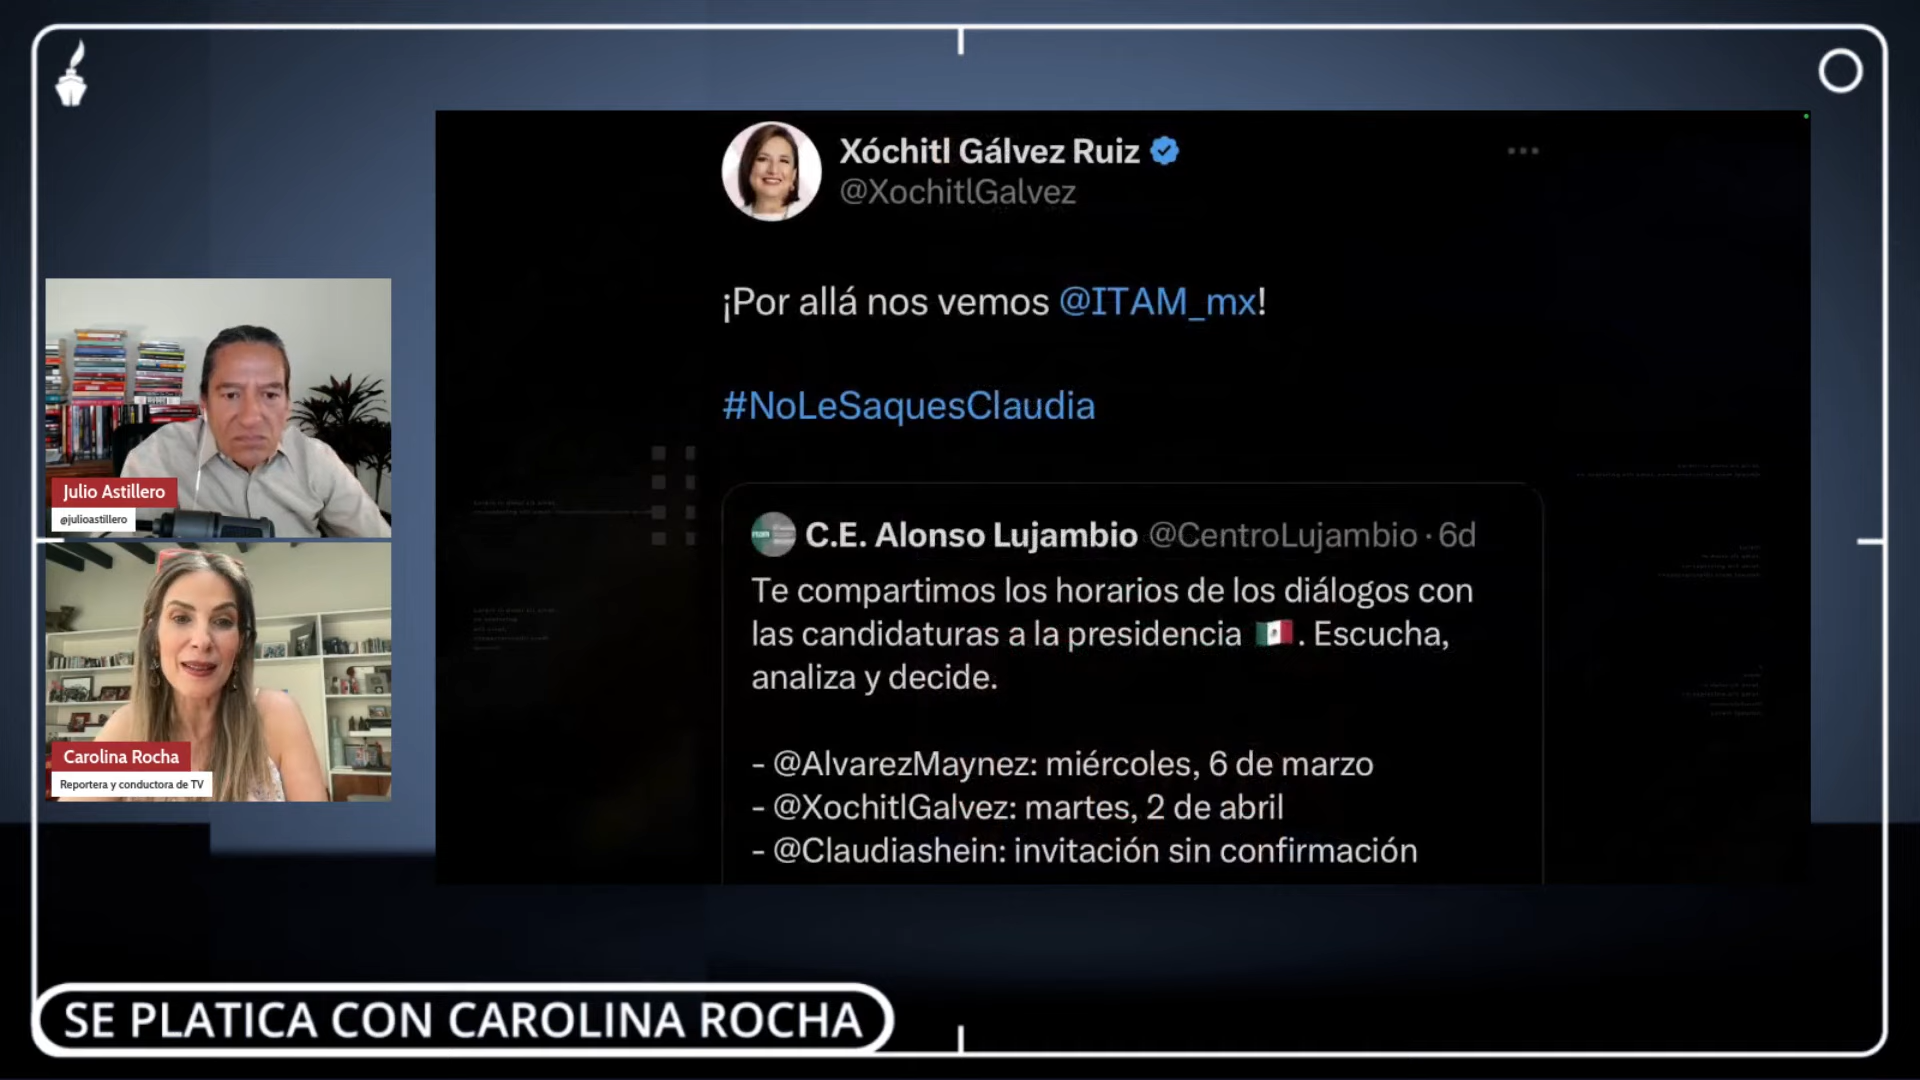 Xóchitl Gálvez Ruiz
@XochitlGalvez
¡Por allá nos vemos @ITAM_mx!
#NoLeSaquesClaudia
C.E. Alonso Lujambio @CentroLujambio · 6d
Te compartimos los horarios de los diálogos con
las candidaturas a la presidencia 🇲🇽. Escucha,
analiza y decide.
- @AlvarezMaynez: miércoles, 6 de marzo
- @XochitlGalvez: martes, 2 de abril
- @Claudiashein: invitación sin confirmación
Julio Astillero
@julioastillero
Carolina Rocha
Reportera y conductora de TV
SE PLATICA CON CAROLINA ROCHA